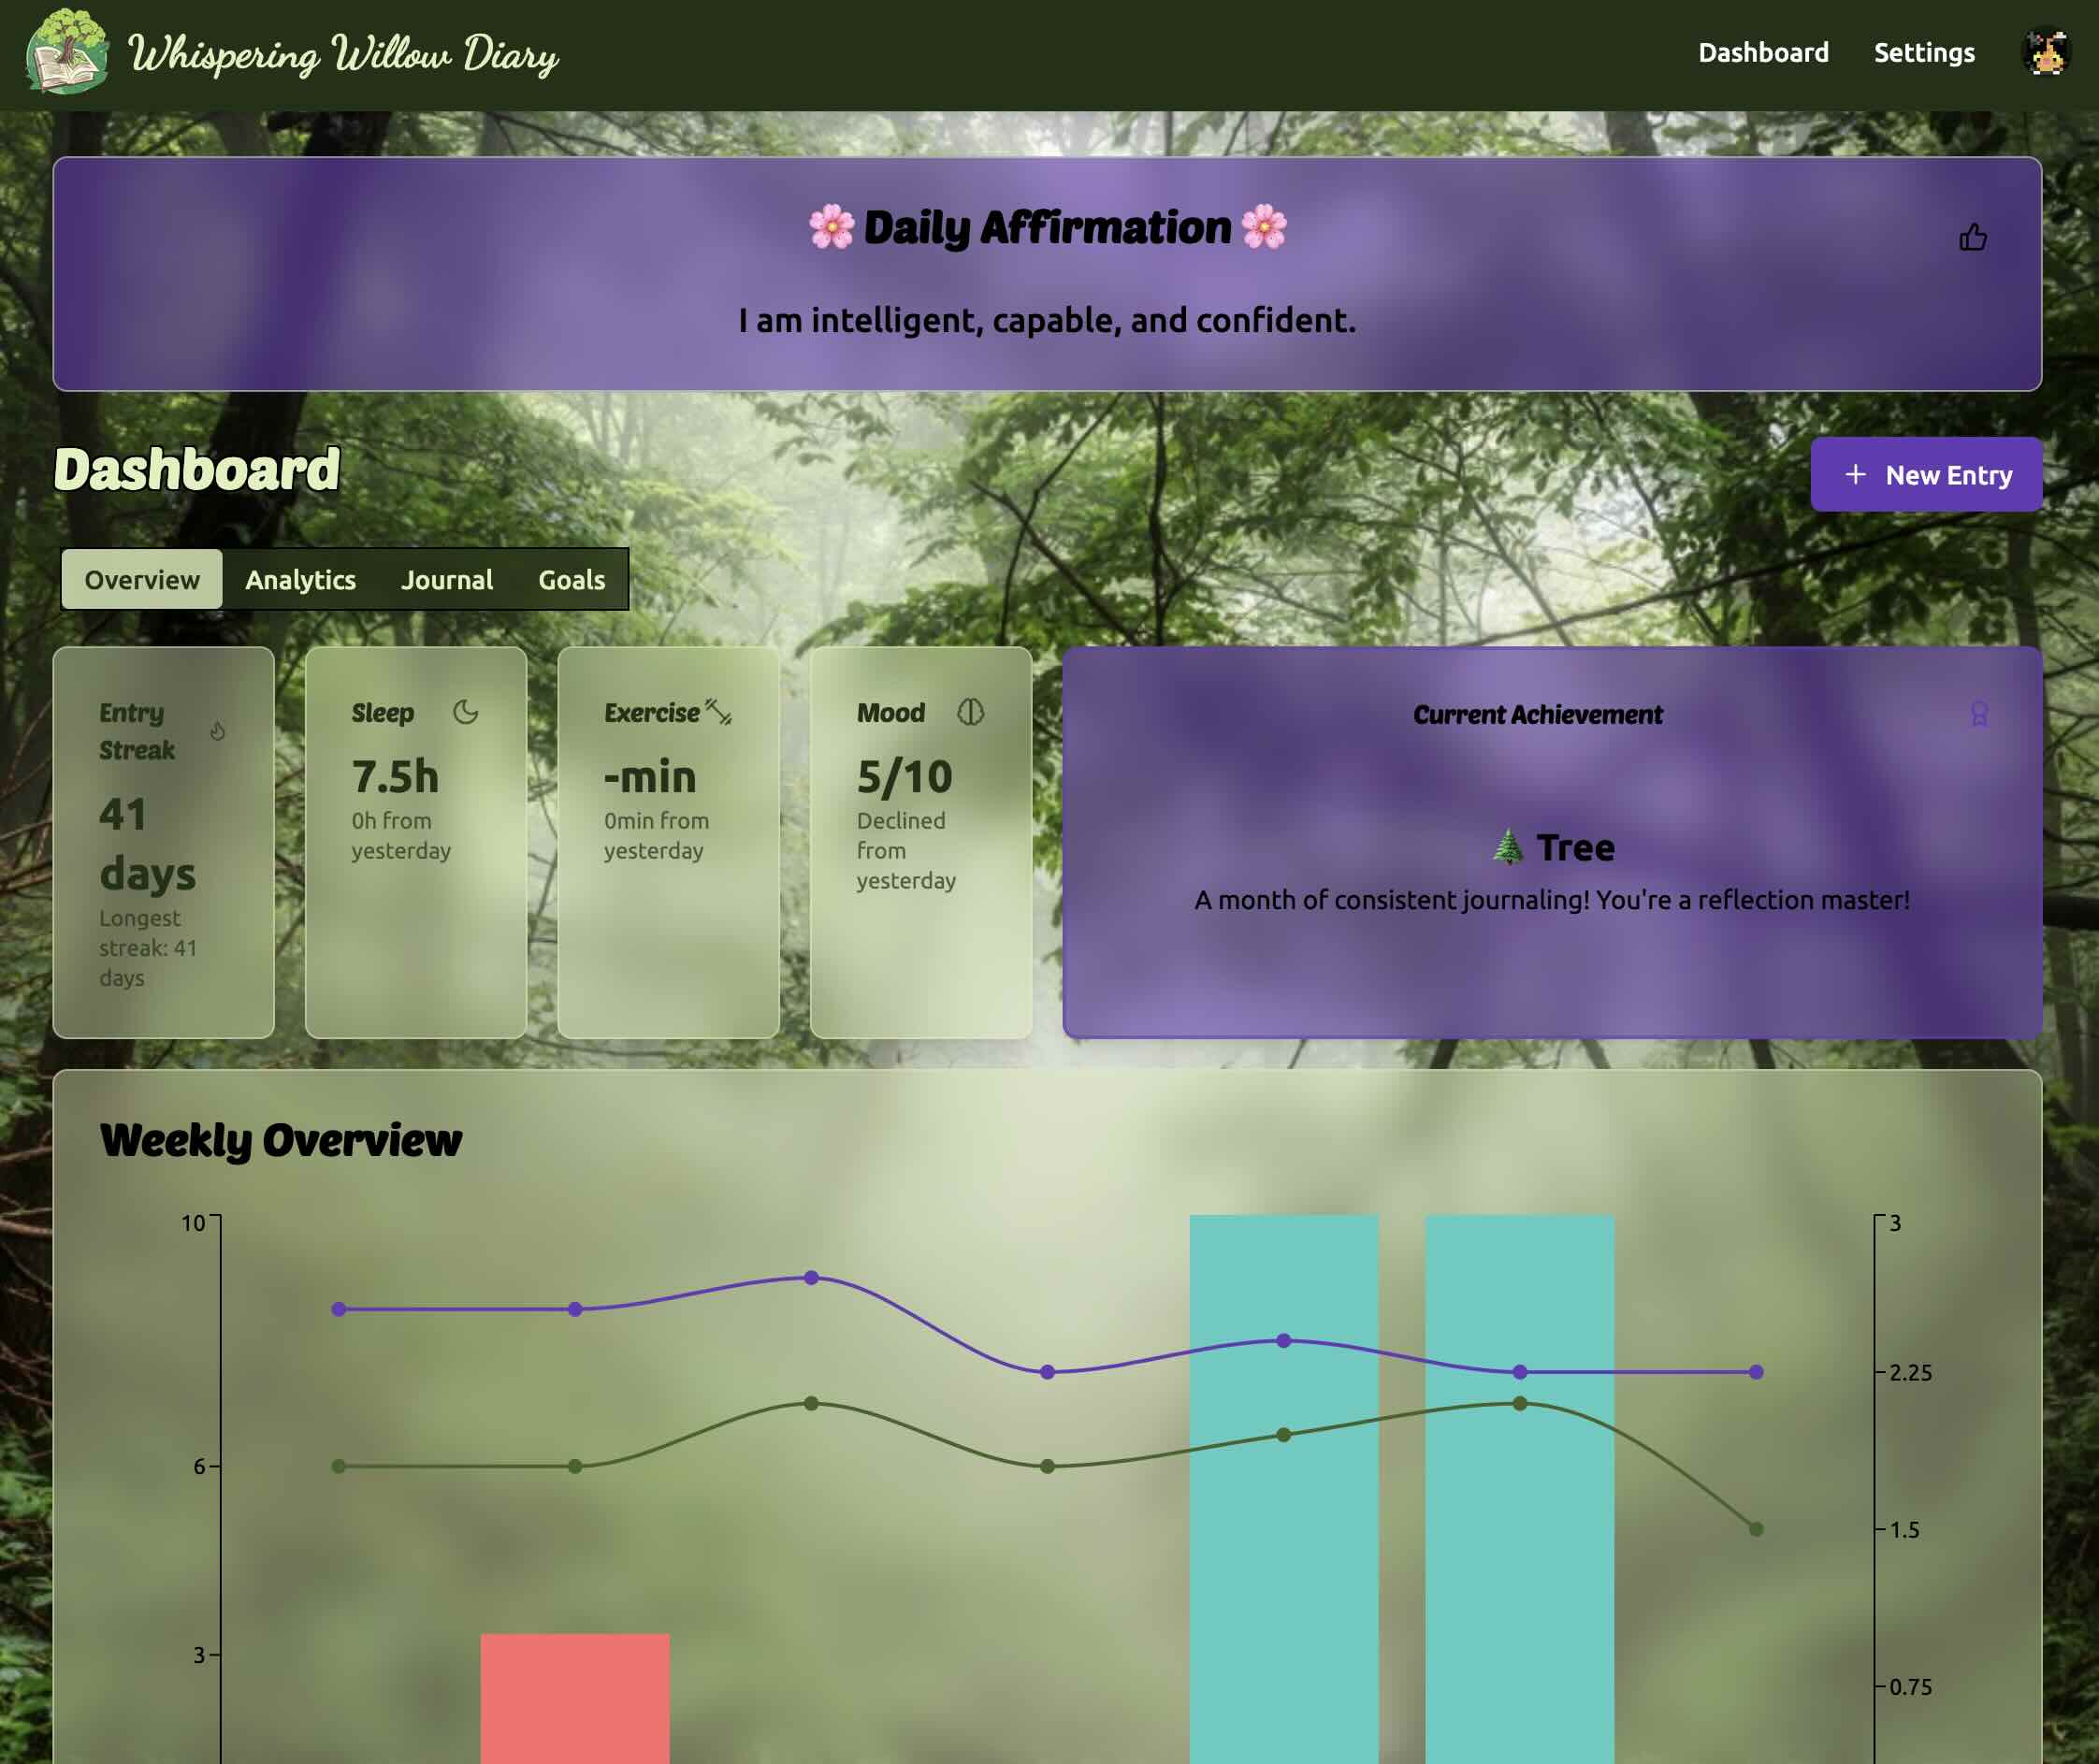 Whispering Willow Diary
Dashboard
Settings
🌸 Daily Affirmation 🌸
I am intelligent, capable, and confident.
Dashboard
+ New Entry
Overview
Analytics
Journal
Goals
Entry
Streak
41
days
Longest
streak: 41
days
Sleep
7.5h
0h from
yesterday
Exercise
-min
0min from
yesterday
Mood
5/10
Declined
from
yesterday
Current Achievement
🌲 Tree
A month of consistent journaling! You're a reflection master!
Weekly Overview
10
6
3
3
2.25
1.5
0.75